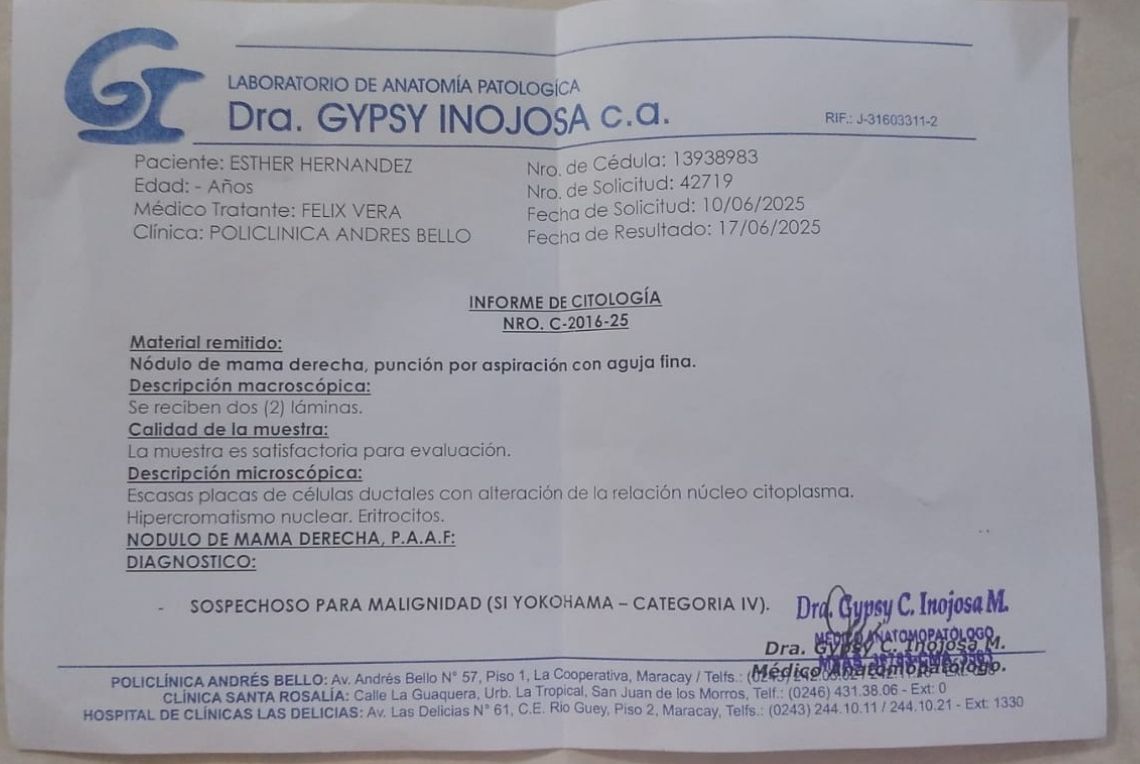 LABORATORIO DE ANATOMÍA PATOLOGÍCA
Dra. GYPSY INOJOSA c.a.
RIF.: J-31603311-2
Paciente: ESTHER HERNANDEZ
Edad: - Años
Médico Tratante: FELIX VERA
Clínica: POLICLINICA ANDRES BELLO
Nro. de Cédula: 13938983
Nro. de Solicitud: 42719
Fecha de Solicitud: 10/06/2025
Fecha de Resultado: 17/06/2025
INFORME DE CITOLOGÍA
NRO. C-2016-25
Material remitido:
Nódulo de mama derecha, punción por aspiración con aguja fina.
Descripción macroscópica:
Se reciben dos (2) láminas.
Calidad de la muestra:
La muestra es satisfactoria para evaluación.
Descripción microscópica:
Escasas placas de células ductales con alteración de la relación núcleo citoplasma.
Hipercromatismo nuclear. Eritrocitos.
NODULO DE MAMA DERECHA, P.A.A.F:
DIAGNOSTICO:
- SOSPECHOSO PARA MALIGNIDAD (SI YOKOHAMA – CATEGORIA IV).
Dra. Gypsy C. Inojosa M.
MEDICO ANATOMOPATÓLOGO
Dra. Gypsy C. Inojosa M.
Médico Anatomopatólogo.
POLICLÍNICA ANDRÉS BELLO: Av. Andrés Bello N° 57, Piso 1, La Cooperativa, Maracay / Telfs.:
CLÍNICA SANTA ROSALÍA: Calle La Guaquera, Urb. La Tropical, San Juan de los Morros, Telf.: (0246) 431.38.06 - Ext: 0
HOSPITAL DE CLÍNICAS LAS DELICIAS: Av. Las Delicias N° 61, C.E. Rio Guey, Piso 2, Maracay, Telfs.: (0243) 244.10.11 / 244.10.21 - Ext: 1330